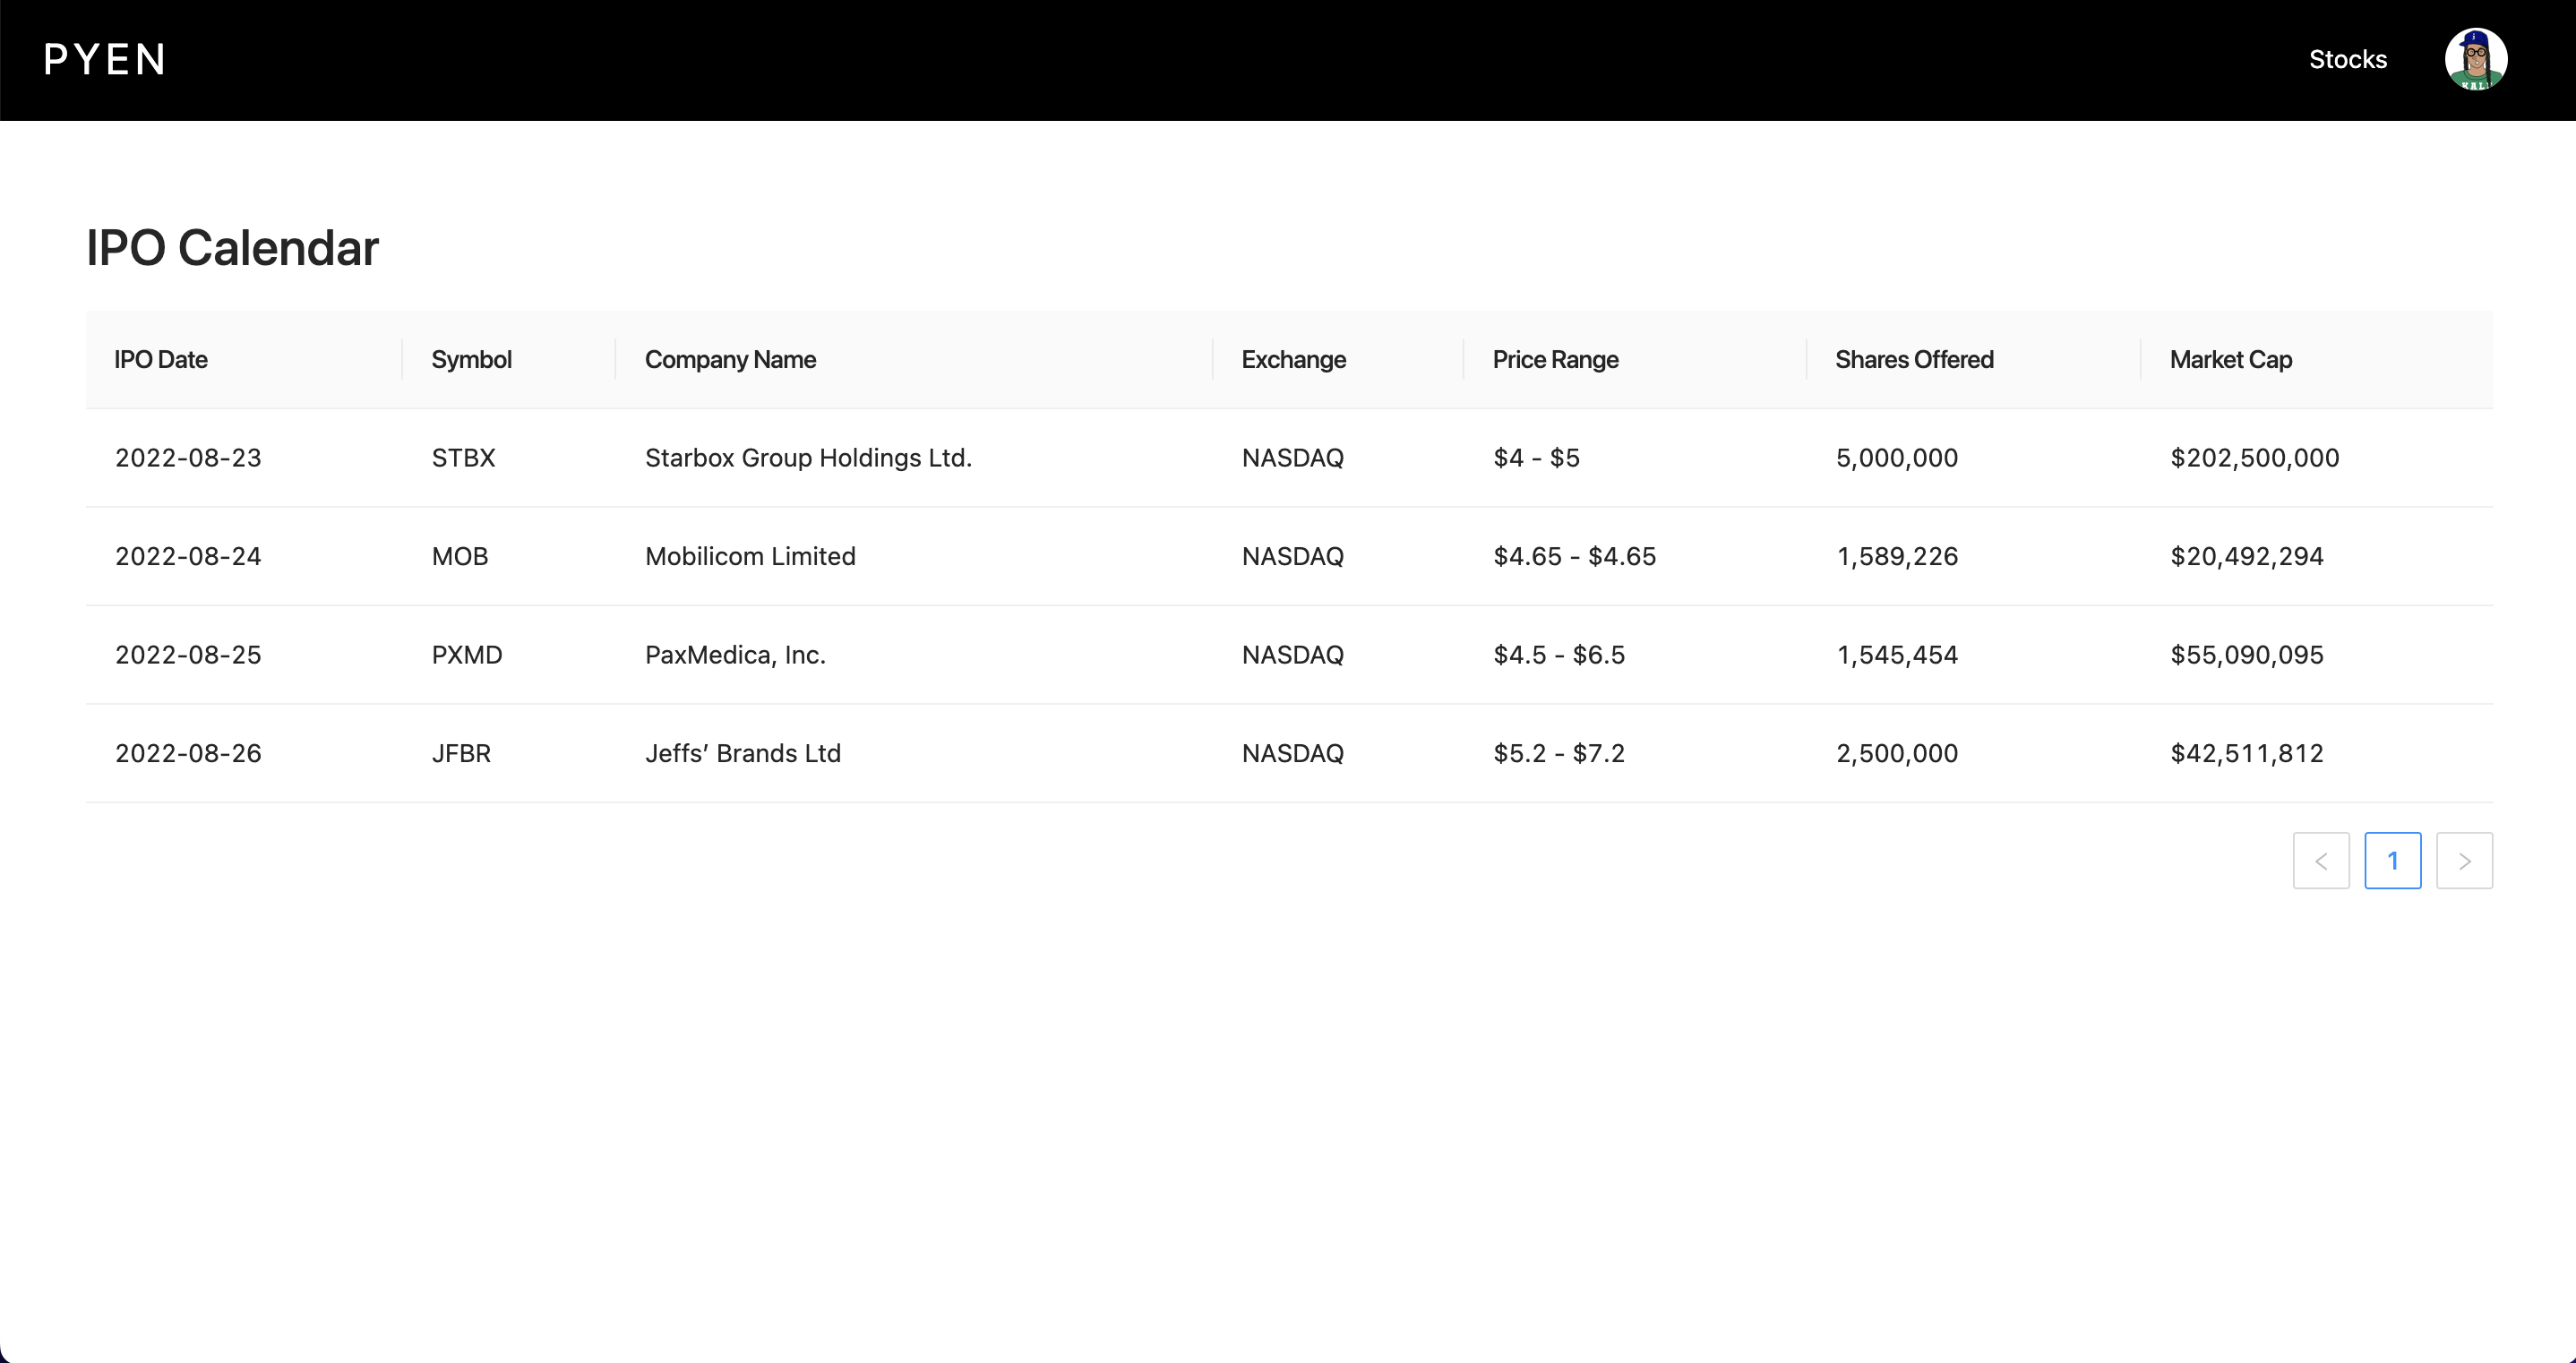 PYEN
Stocks
KAL
IPO Calendar
IPO Date Symbol Company Name Exchange Price Range Shares Offered Market Cap
2022-08-23 STBX Starbox Group Holdings Ltd. NASDAQ $4 - $5 5,000,000 $202,500,000
2022-08-24 MOB Mobilicom Limited NASDAQ $4.65 - $4.65 1,589,226 $20,492,294
2022-08-25 PXMD PaxMedica, Inc. NASDAQ $4.5 - $6.5 1,545,454 $55,090,095
2022-08-26 JFBR Jeffs’ Brands Ltd NASDAQ $5.2 - $7.2 2,500,000 $42,511,812
< 1 >